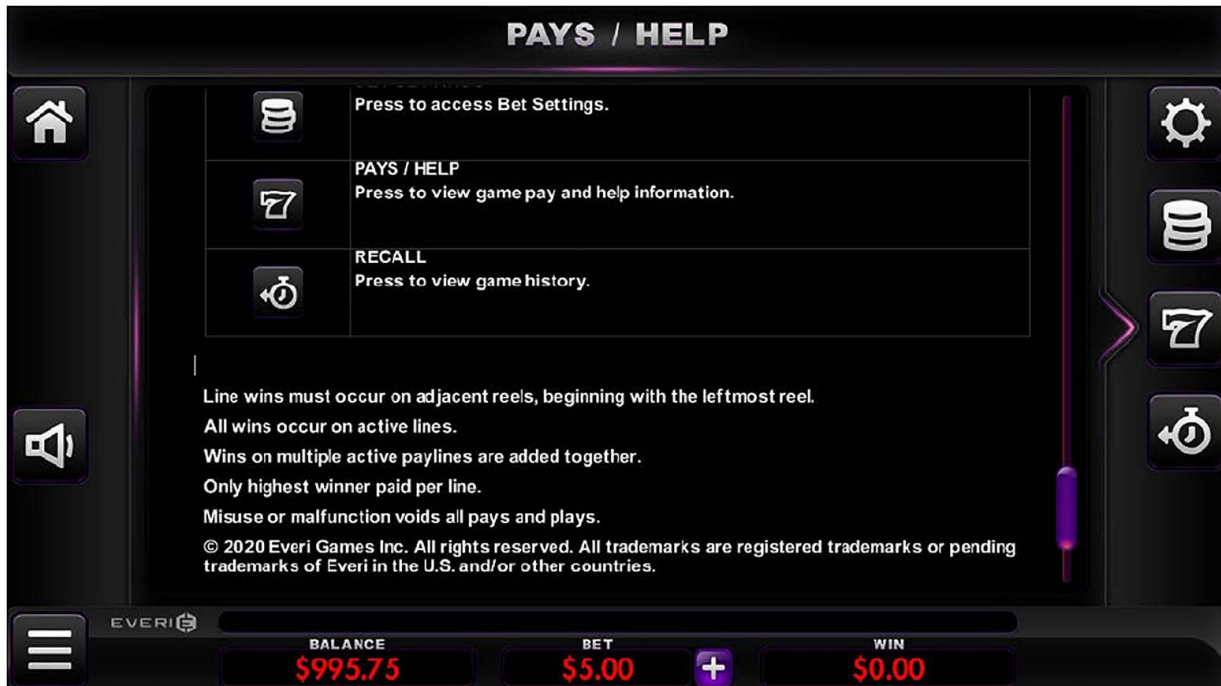 PAYS / HELP
Press to access Bet Settings.
PAYS / HELP
Press to view game pay and help information.
RECALL
Press to view game history.
Line wins must occur on adjacent reels, beginning with the leftmost reel.
All wins occur on active lines.
Wins on multiple active paylines are added together.
Only highest winner paid per line.
Misuse or malfunction voids all pays and plays.
© 2020 Everi Games Inc. All rights reserved. All trademarks are registered trademarks or pending
trademarks of Everi in the U.S. and/or other countries.
EVERI
BALANCE
$995.75
BET
$5.00
WIN
$0.00